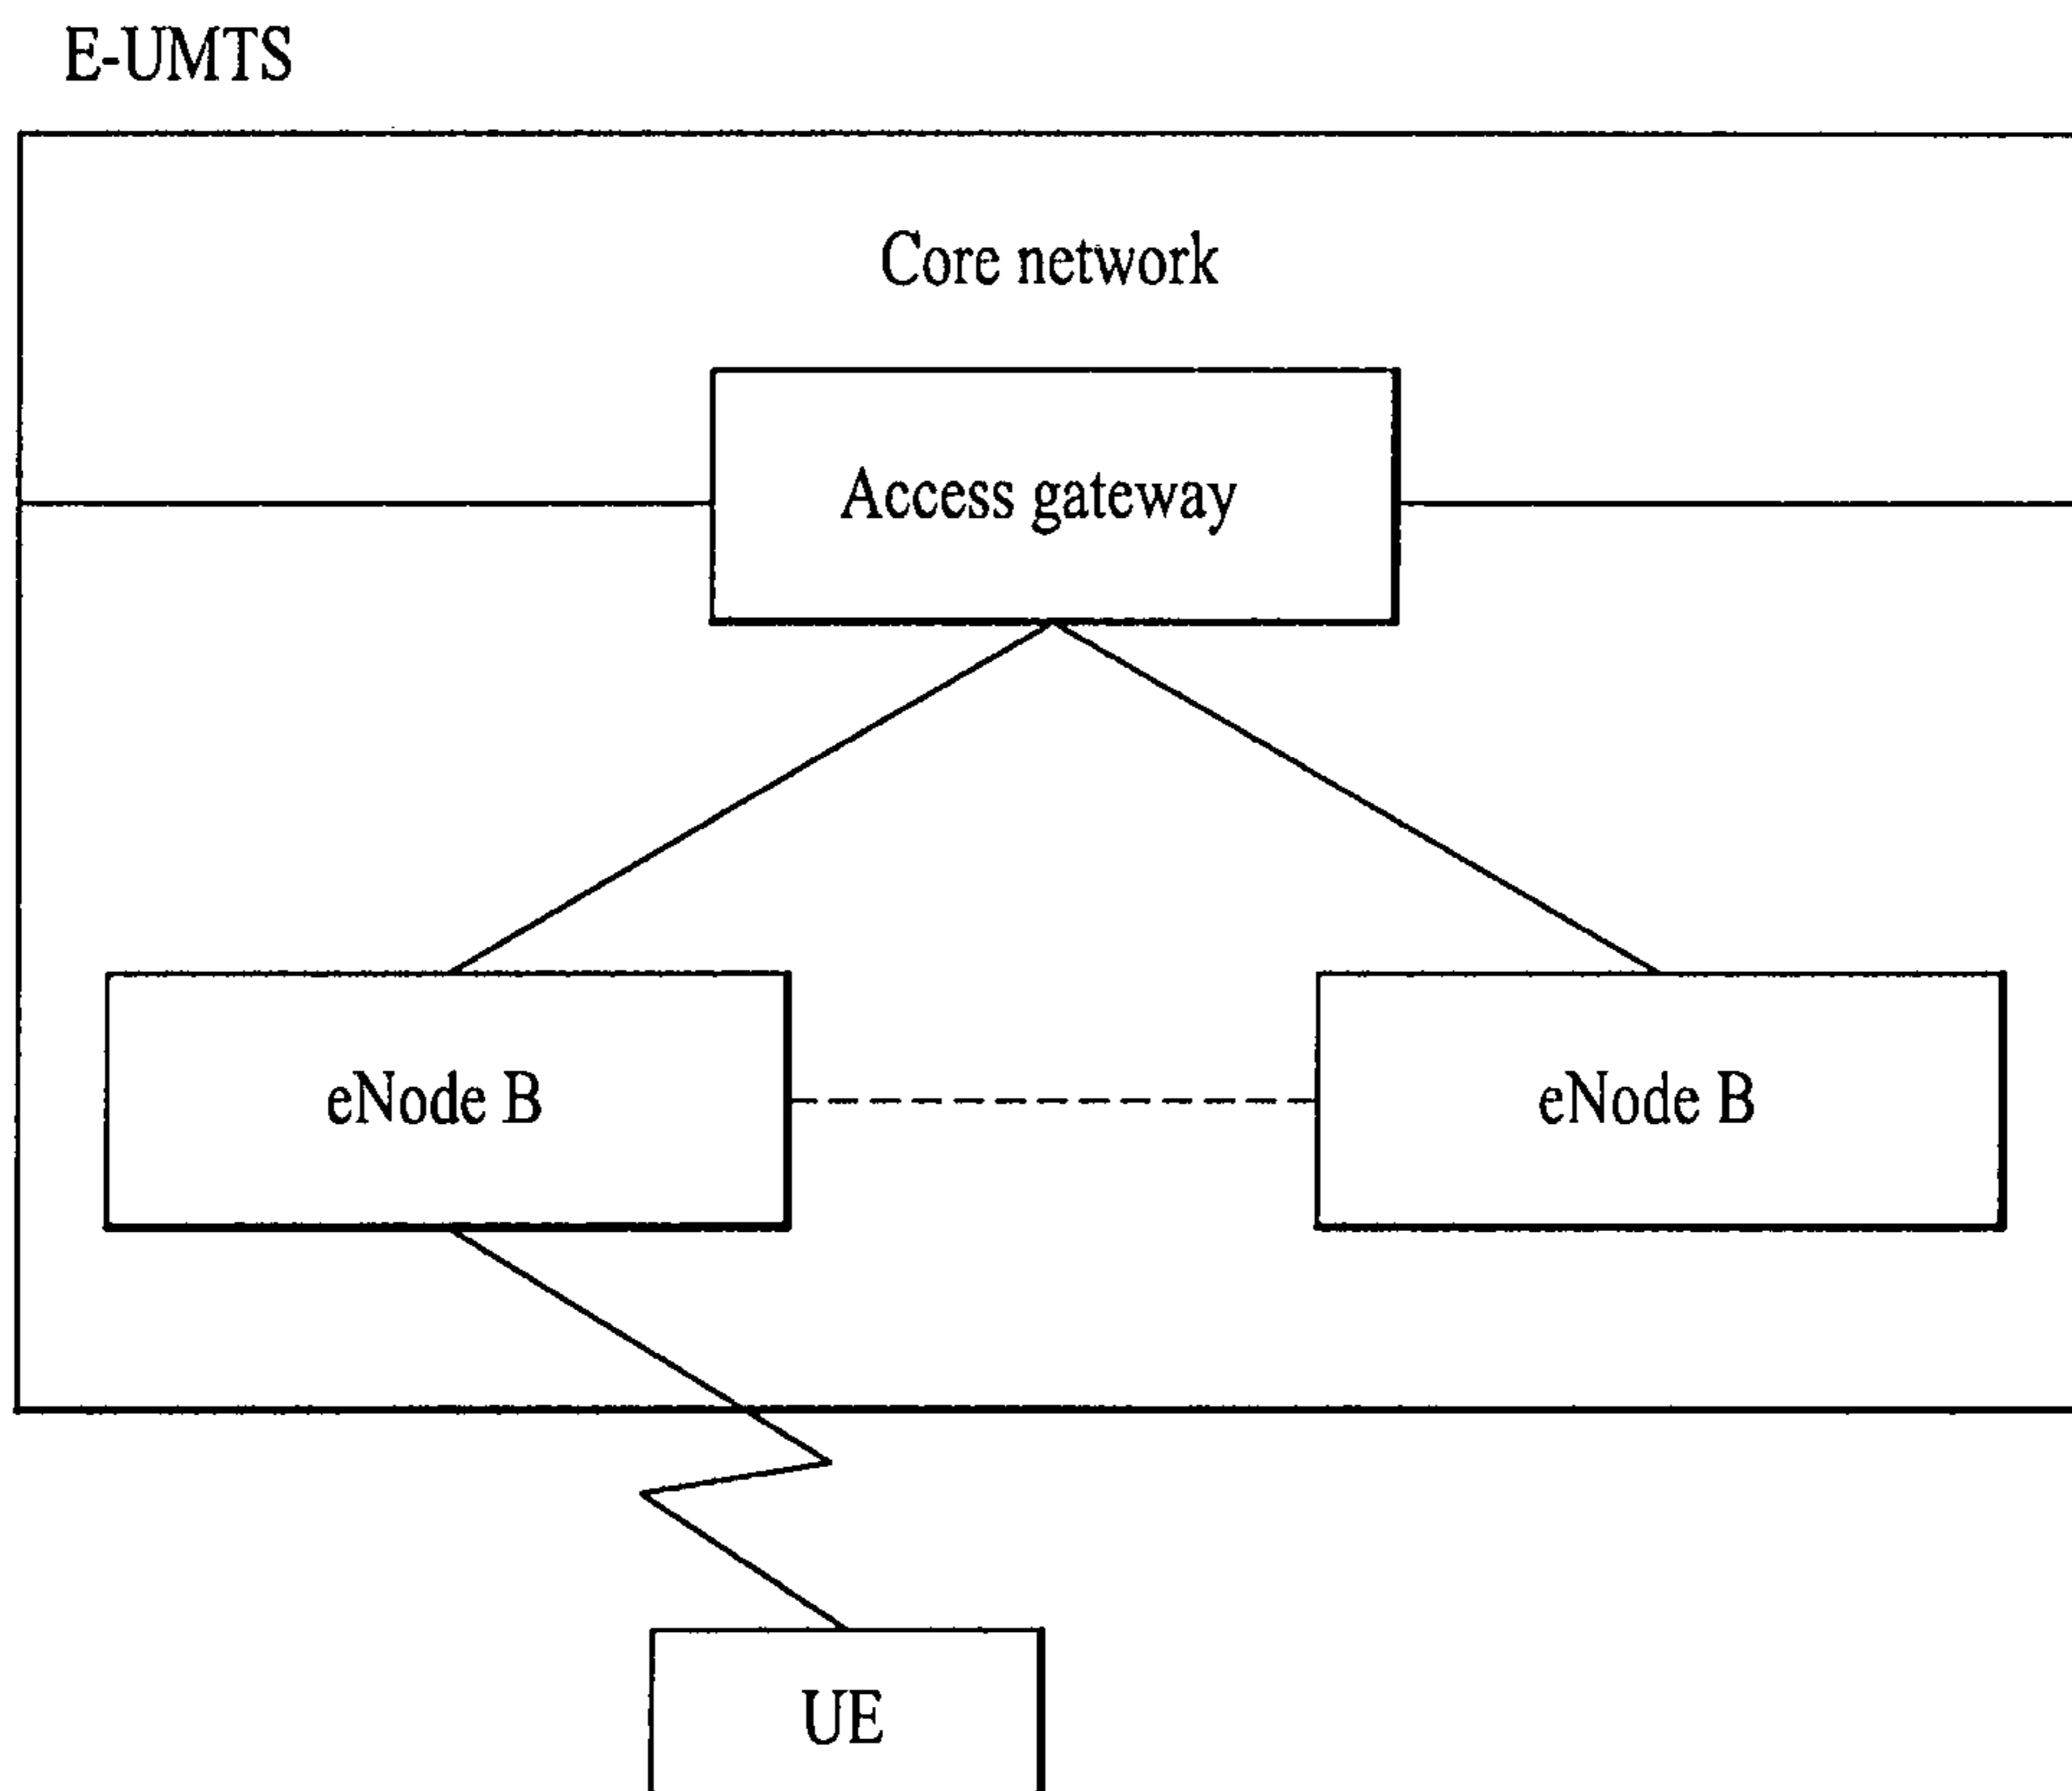 E-UMTS
Core network
Access gateway
eNode B
eNode B
UE